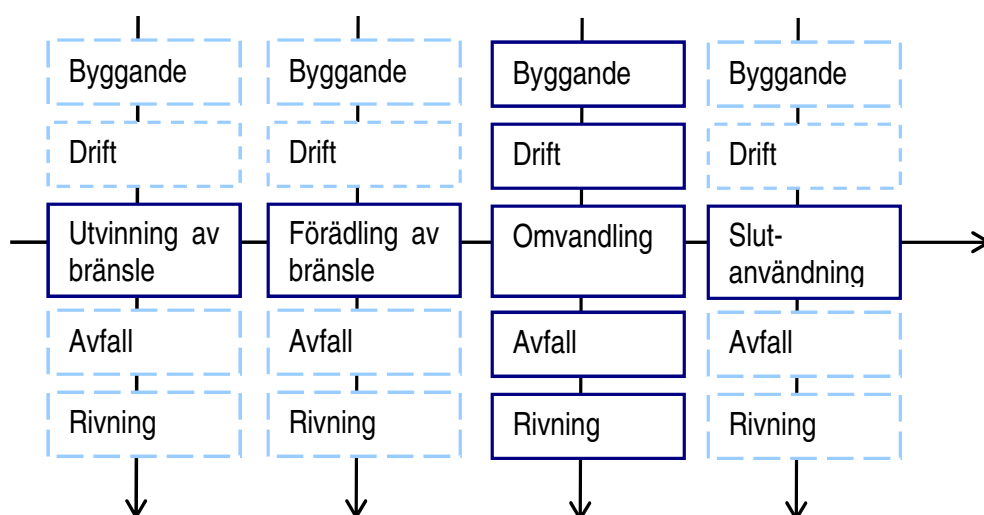 Byggande
Byggande
Byggande
Byggande
Drift
Drift
Drift
Drift
Utvinning av
bränsle
Förädling av
bränsle
Omvandling
Slut-
användning
Avfall
Avfall
Avfall
Avfall
Rivning
Rivning
Rivning
Rivning